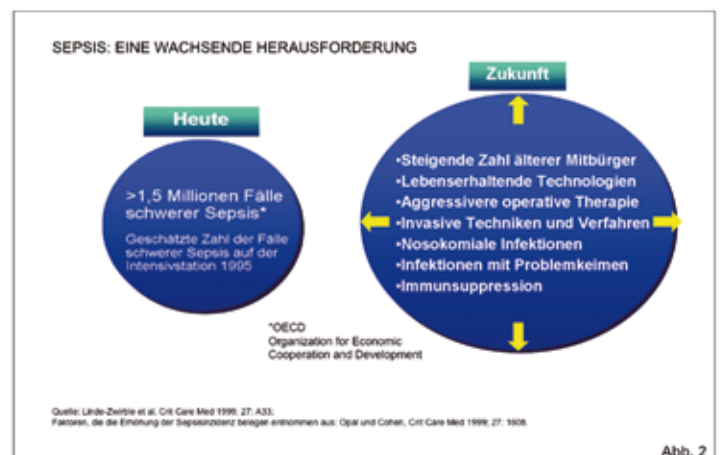 SEPSIS: EINE WACHSENDE HERAUSFORDERUNG
Heute
>1,5 Millionen Fälle
schwerer Sepsis*
Geschätzte Zahl der Fälle
schwerer Sepsis auf der
Intensivstation 1995
Zukunft
•Steigende Zahl älterer Mitbürger
•Lebenserhaltende Technologien
•Aggressivere operative Therapie
•Invasive Techniken und Verfahren
•Nosokomiale Infektionen
•Infektionen mit Problemkeimen
•Immunsuppression
*OECD
Organization for Economic
Cooperation and Development
Quelle: Linde-Zwirble et al. Crit Care Med 1999; 27: A33;
Faktoren, die die Erhöhung der Sepsisinzidenz belegen entnommen aus: Opal und Cohen, Crit Care Med 1999; 27: 1608.
Abb. 2